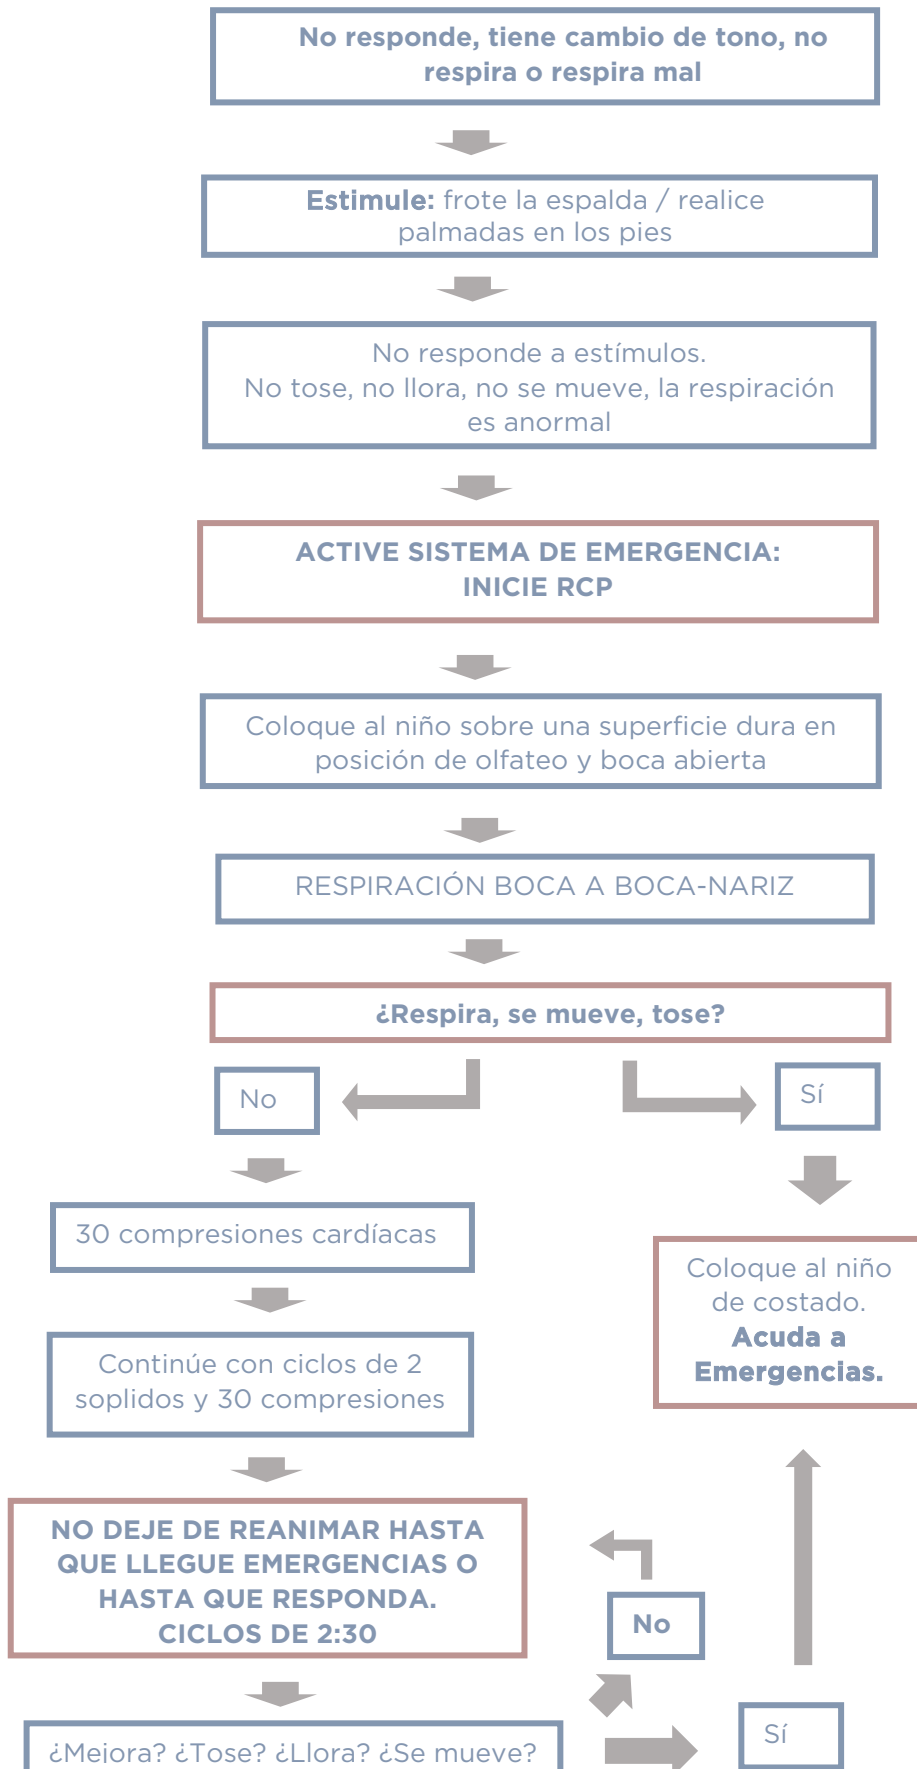 No responde, tiene cambio de tono, no
respira o respira mal
Estimule: frote la espalda / realice
palmadas en los pies
No responde a estímulos.
No tose, no llora, no se mueve, la respiración
es anormal
ACTIVE SISTEMA DE EMERGENCIA:
INICIE RCP
Coloque al niño sobre una superficie dura en
posición de olfateo y boca abierta
RESPIRACIÓN BOCA A BOCA-NARIZ
¿Respira, se mueve, tose?
No
Sí
30 compresiones cardíacas
Coloque al niño
de costado.
Acuda a
Emergencias.
Continúe con ciclos de 2
soplidos y 30 compresiones
NO DEJE DE REANIMAR HASTA
QUE LLEGUE EMERGENCIAS O
HASTA QUE RESPONDA.
CICLOS DE 2:30
No
¿Mejora? ¿Tose? ¿Llora? ¿Se mueve?
Sí